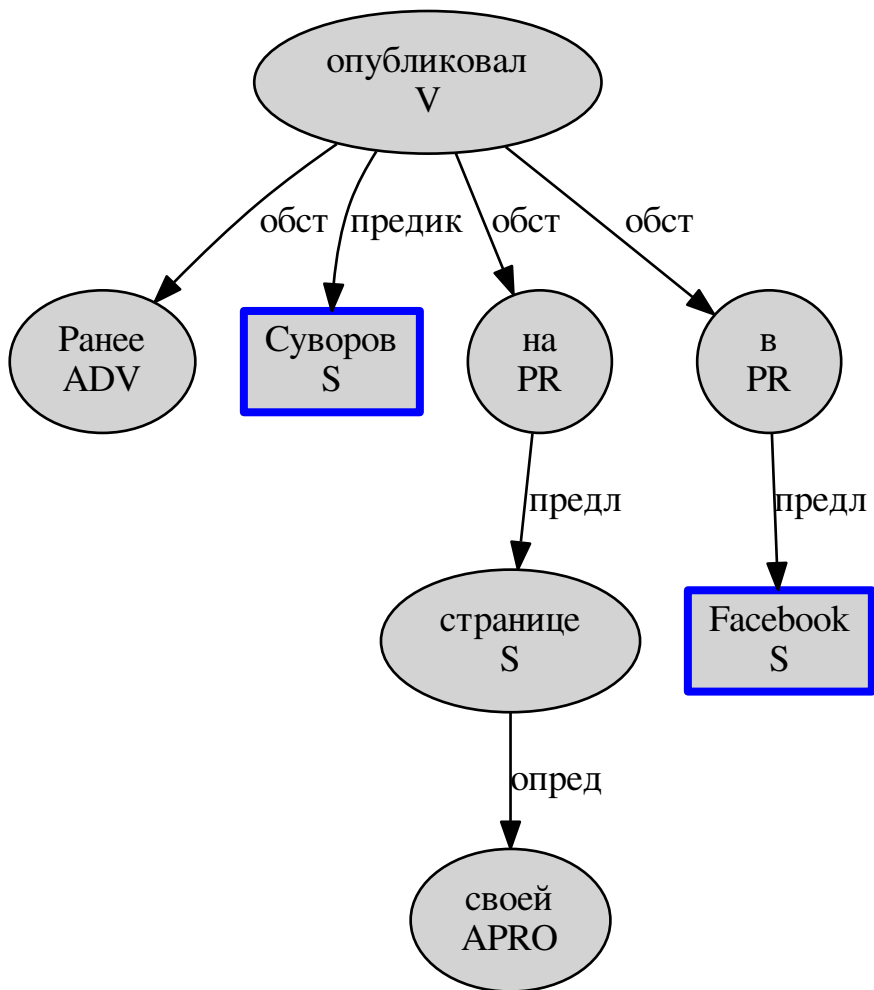 опубликовал
V
обст
предик
обст
обст
Ранее
ADV
Суворов
S
на
PR
в
PR
предл
предл
странице
S
Facebook
S
опред
своей
APRO